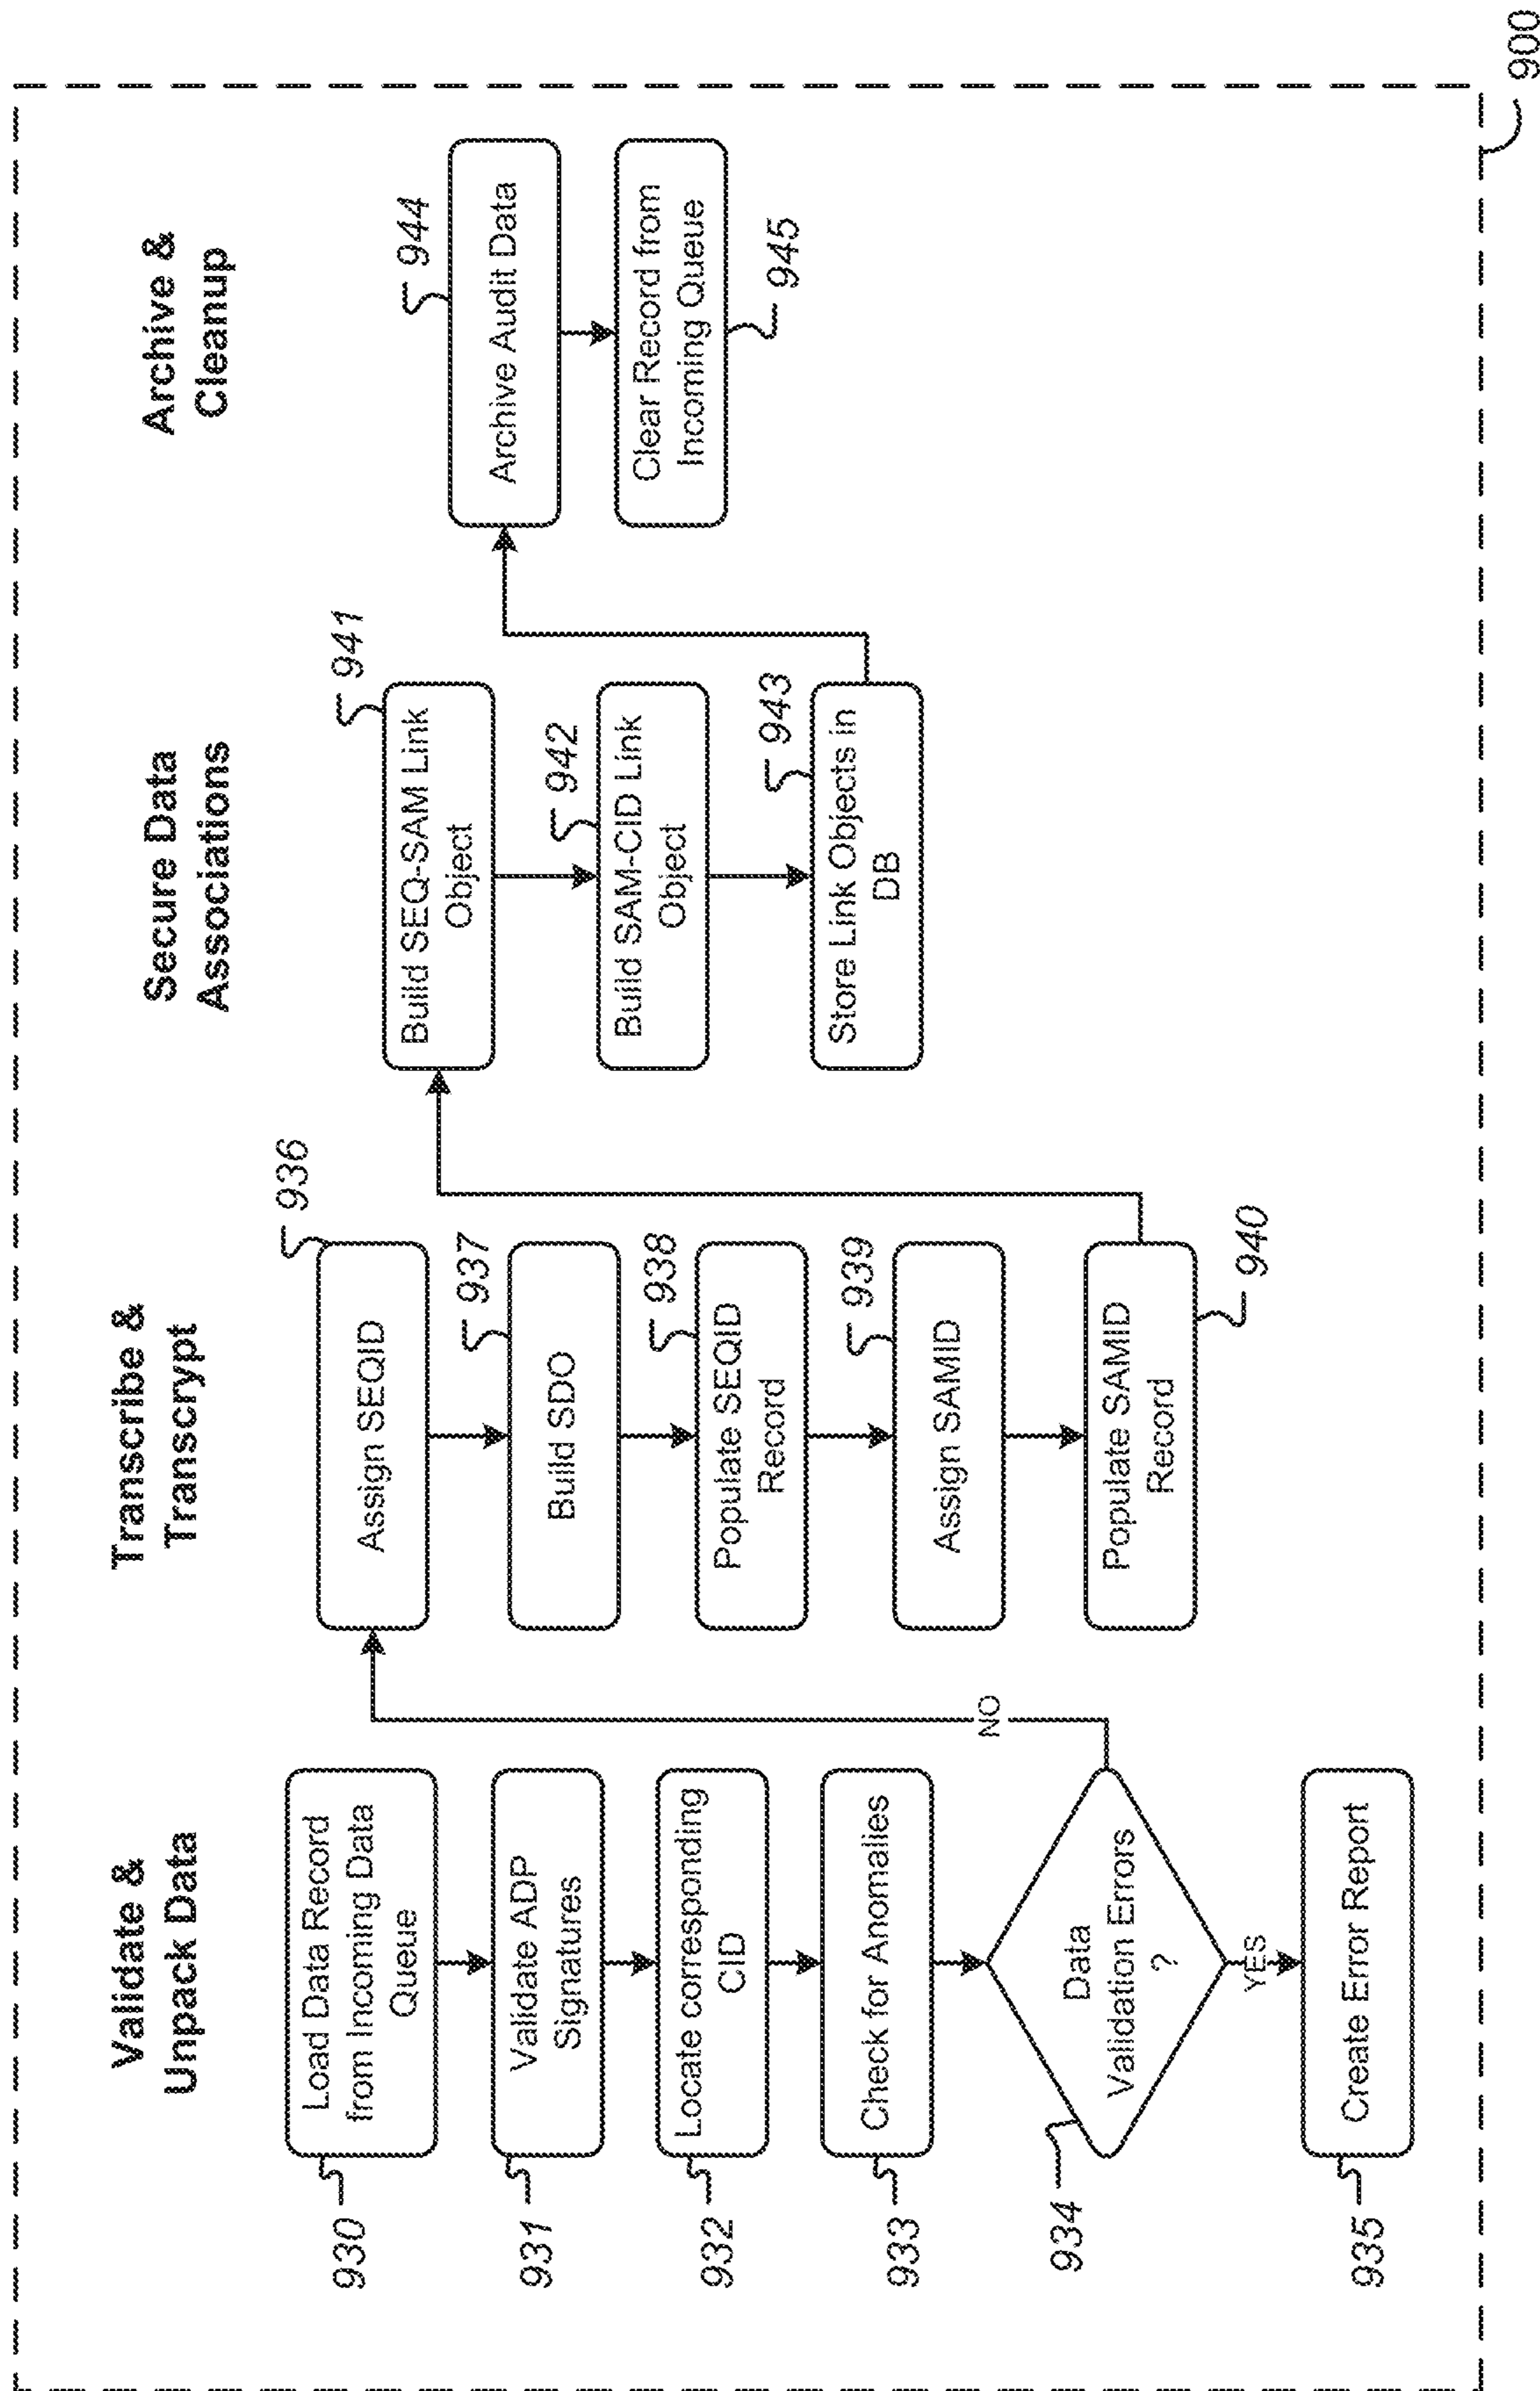 Validate &
Unpack Data
930
Load Data Record
from Incoming Data
Queue
931
Validate ADP
Signatures
932
Locate corresponding
CID
933
Check for Anomalies
934
Data
Validation Errors
?
NO
YES
935
Create Error Report
Transcribe &
Transcrypt
936
Assign SEQID
937
Build SDO
938
Populate SEQID
Record
939
Assign SAMID
940
Populate SAMID
Record
Secure Data
Associations
941
Build SEQ-SAM Link
Object
942
Build SAM-CID Link
Object
943
Store Link Objects in
DB
Archive &
Cleanup
944
Archive Audit Data
Clear Record from
Incoming Queue
945
900